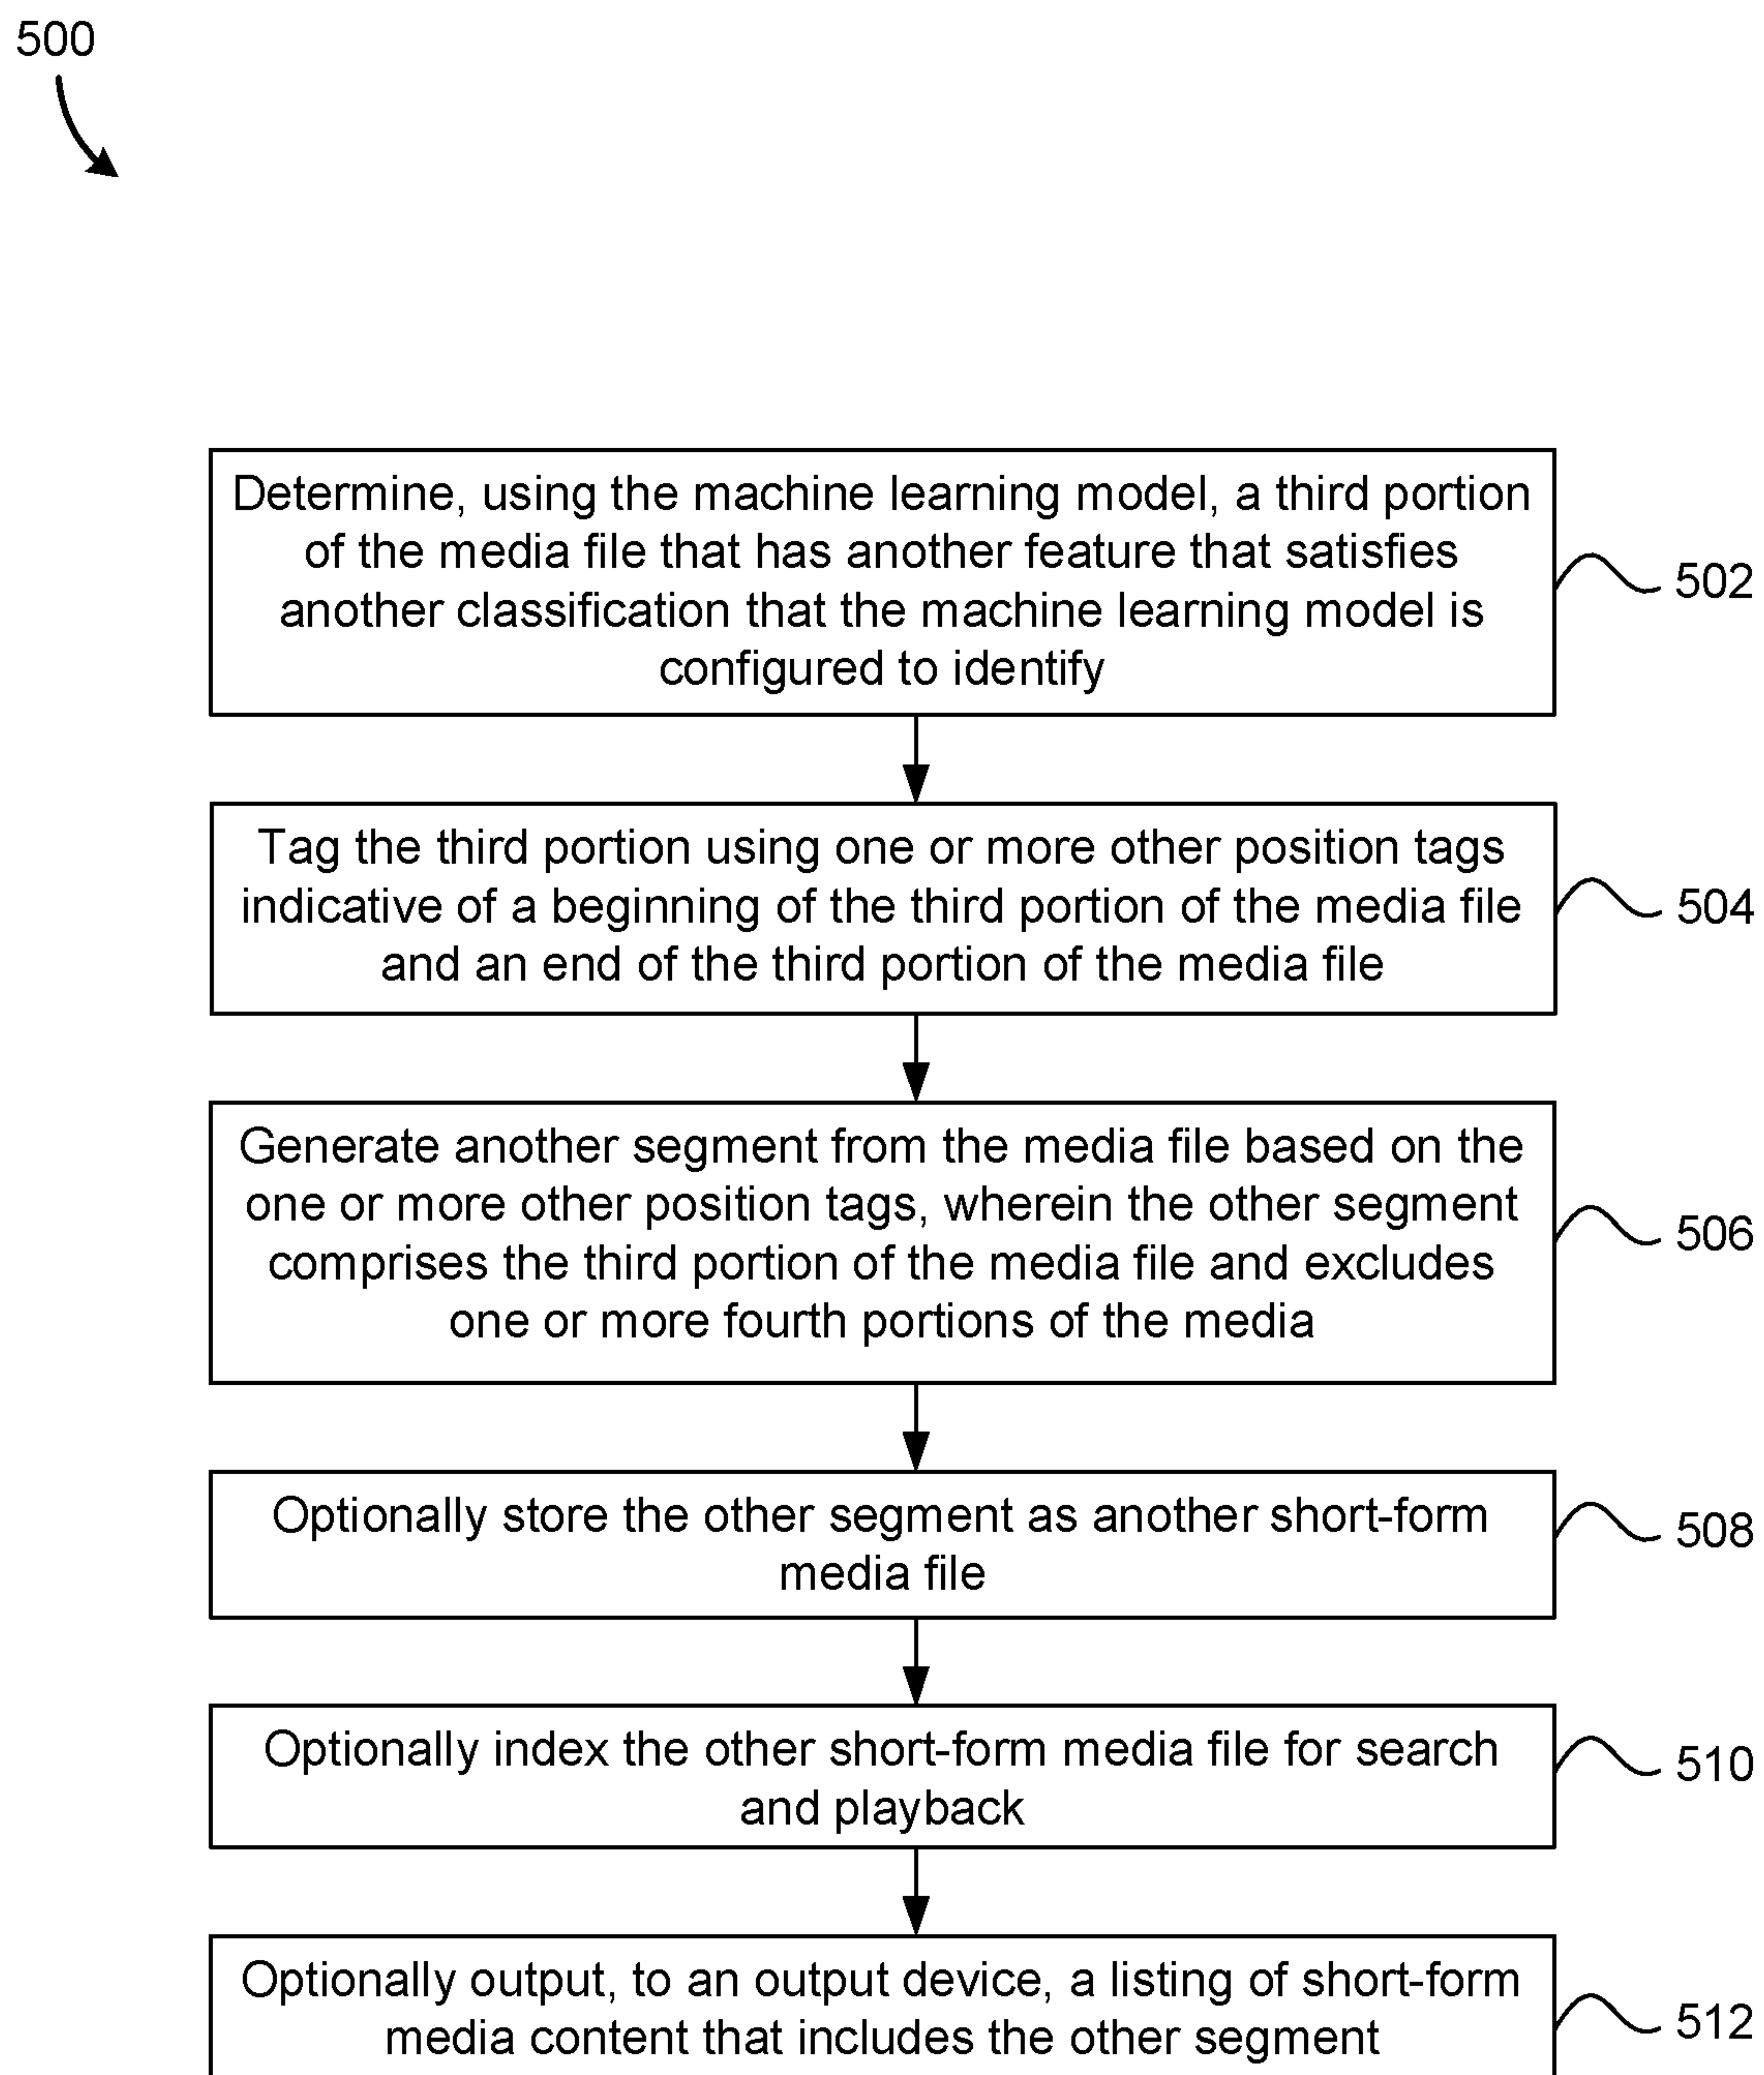 500
Determine, using the machine learning model, a third portion
of the media file that has another feature that satisfies
another classification that the machine learning model is
configured to identify
502
Tag the third portion using one or more other position tags
indicative of a beginning of the third portion of the media file
and an end of the third portion of the media file
504
Generate another segment from the media file based on the
one or more other position tags, wherein the other segment
comprises the third portion of the media file and excludes
one or more fourth portions of the media
506
Optionally store the other segment as another short-form
media file
508
Optionally index the other short-form media file for search
and playback
510
Optionally output, to an output device, a listing of short-form
media content that includes the other segment
512